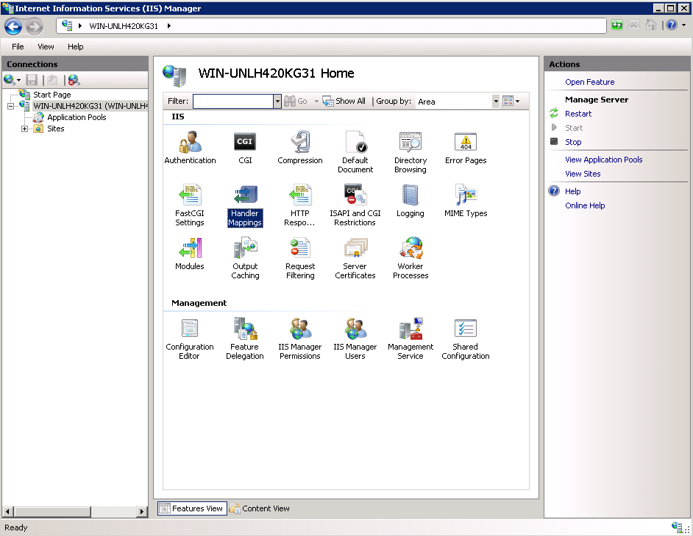 Internet Information Services (IIS) Manager
WIN-UNLH420KG31
File View Help
Connections
Start Page
WIN-UNLH420KG31 (WIN-UNLH4
Application Pools
Sites
WIN-UNLH420KG31 Home
Filter: Go Show All Group by: Area
IIS
Authentication CGI Compression Default Document Directory Browsing Error Pages
FastCGI Settings Handler Mappings HTTP Respo... ISAPI and CGI Restrictions Logging MIME Types
Modules Output Caching Request Filtering Server Certificates Worker Processes
Management
Configuration Editor Feature Delegation IIS Manager Permissions IIS Manager Users Management Service Shared Configuration
Features View Content View
Actions
Open Feature
Manage Server
Restart
Start
Stop
View Application Pools
View Sites
Help
Online Help
Ready